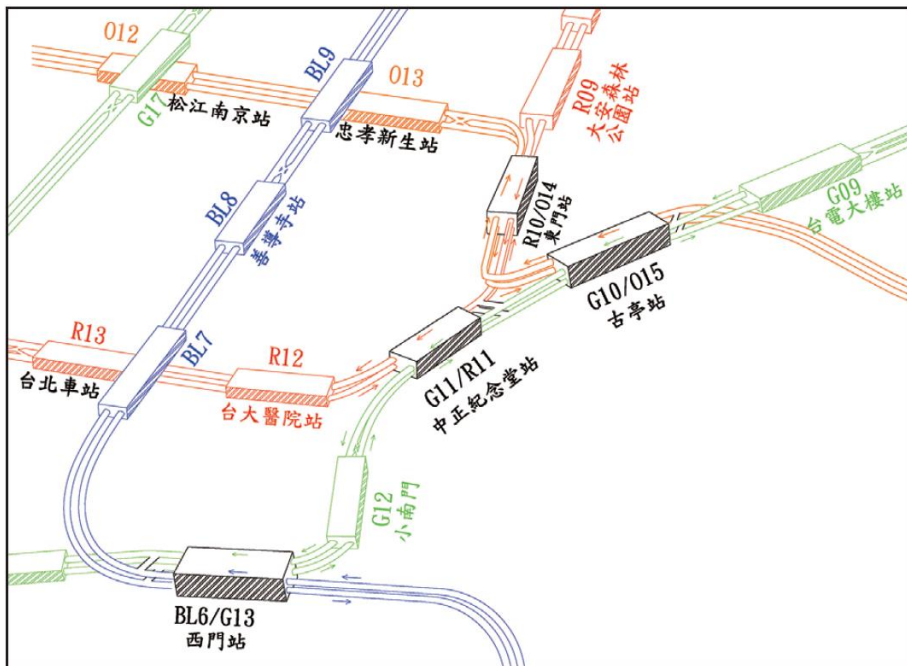 O12
G17
松江南京站
BL9
O13
忠孝新生站
R09
大安森林
公園站
BL8
善導寺站
R10/O14
東門站
G09
台電大樓站
G10/O15
古亭站
R13
台北車站
BL7
R12
台大醫院站
G11/R11
中正紀念堂站
G12
小南門
BL6/G13
西門站